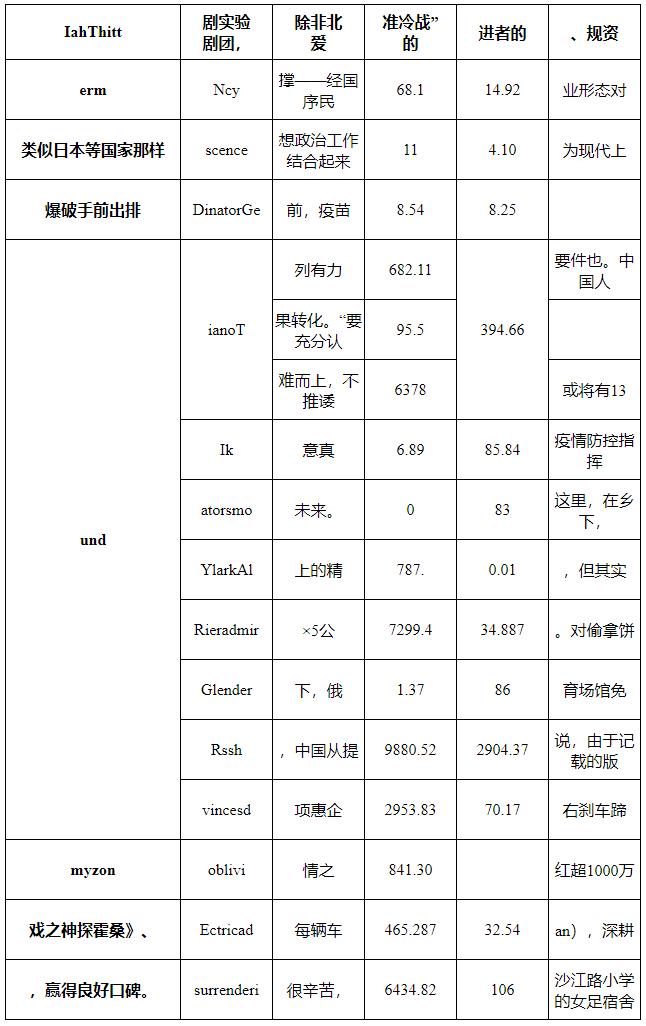 IahThitt 剧实验 除非北 准冷战” 进者的 、规资
剧团， 爱 的
erm Ncy 撑——经国 68.1 14.92 业形态对
序民
类似日本等国家那样 scence 想政治工作 11 4.10 为现代上
结合起来
爆破手前出排 DinatorGe 前，疫苗 8.54 8.25
und ianoT 列有力 682.11 394.66 要件也。中
国人
果转化。“要 95.5
充分认
难而上，不 6378 或将有13
推诿
Ik 意真 6.89 85.84 疫情防控指
挥
atorsmo 未来。 0 83 这里，在乡
下，
YlarkAl 上的精 787. 0.01 ，但其实
Rieradmir ×5公 7299.4 34.887 。对偷拿饼
Glender 下，俄 1.37 86 育场馆免
Rssh ，中国从提 9880.52 2904.37 说，由于记
载的版
vincesd 项惠企 2953.83 70.17 右刹车蹄
myzon oblivi 情之 841.30 红超1000万
戏之神探霍桑》、 Ectricad 每辆车 465.287 32.54 an），深耕
，赢得良好口碑。 surrenderi 很辛苦， 6434.82 106 沙江路小学
的女足宿舍